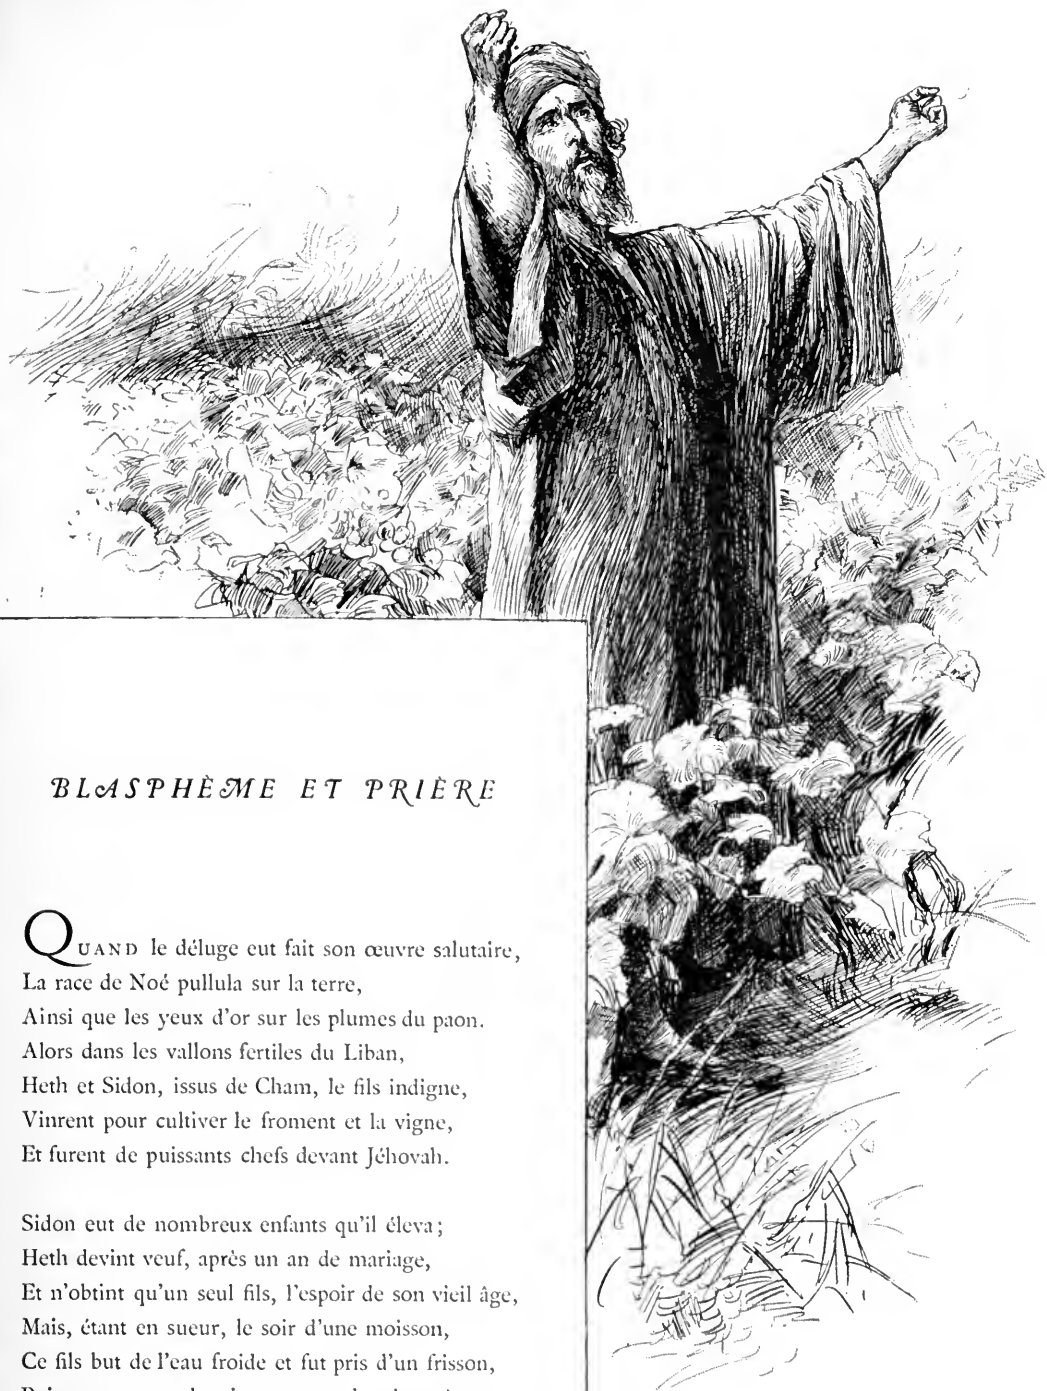 BLASPHÈME ET PRIÈRE
QUAND le déluge eut fait son œuvre salutaire,
La race de Noé pullula sur la terre,
Ainsi que les yeux d'or sur les plumes du paon.
Alors dans les vallons fertiles du Liban,
Heth et Sidon, issus de Cham, le fils indigne,
Vinrent pour cultiver le froment et la vigne,
Et furent de puissants chefs devant Jéhovah.
Sidon eut de nombreux enfants qu'il éleva;
Heth devint veuf, après un an de mariage,
Et n'obtint qu'un seul fils, l'espoir de son vieil âge,
Mais, étant en sueur, le soir d'une moisson,
Ce fils but de l'eau froide et fut pris d'un frisson,